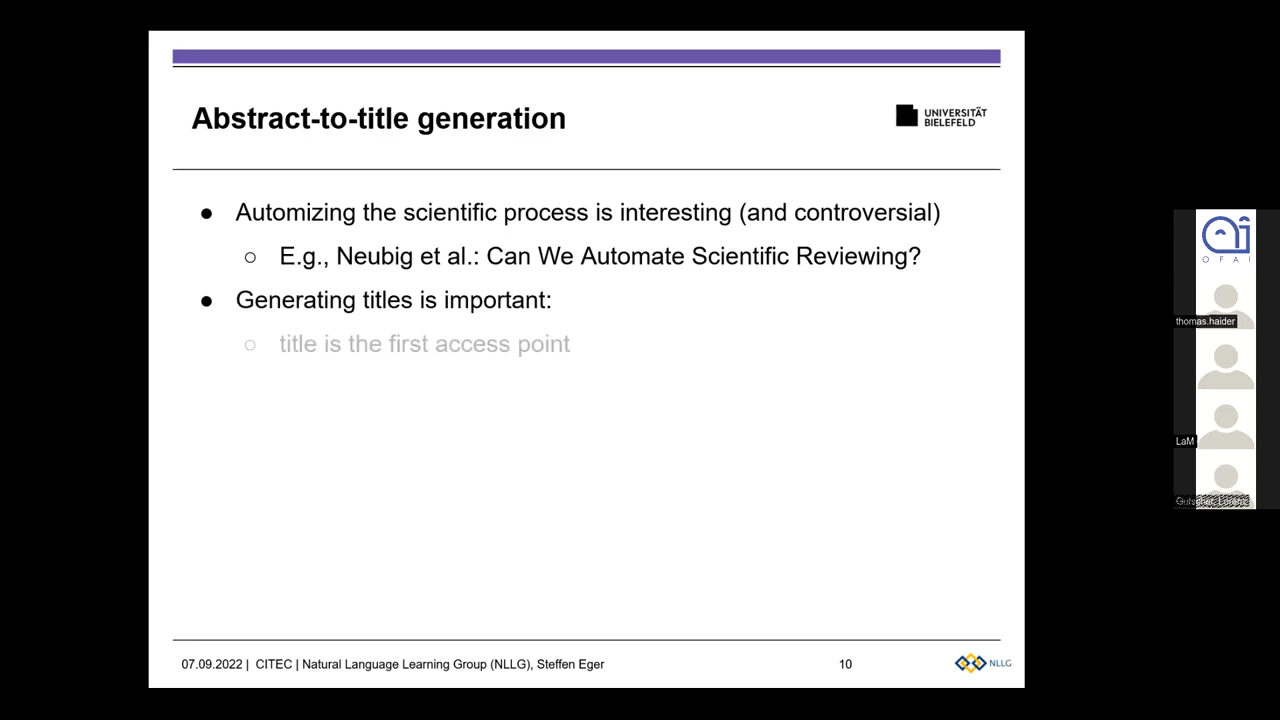 Abstract-to-title generation
UNIVERSITÄT
BIELEFELD
● Automizing the scientific process is interesting (and controversial)
○ E.g., Neubig et al.: Can We Automate Scientific Reviewing?
● Generating titles is important:
○ title is the first access point
07.09.2022 | CITEC | Natural Language Learning Group (NLLG), Steffen Eger
10
NLLG
OFAI
thomas.haider
LaM